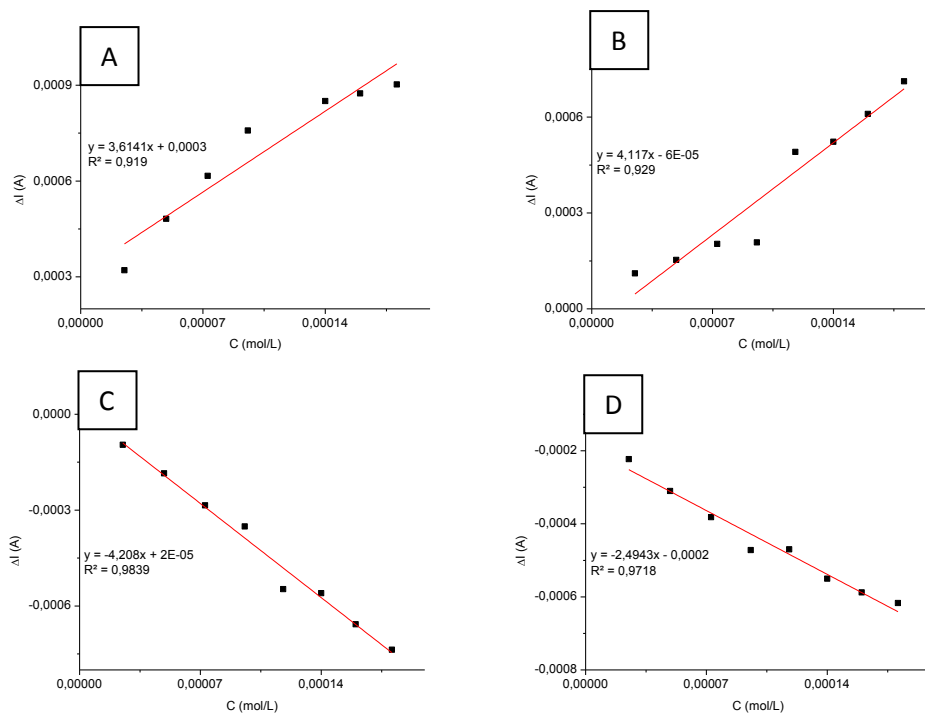 A
0,0009
0,0006
0,0003
ΔI (A)
y = 3,6141x + 0,0003
R² = 0,919
0,00000
0,00007
0,00014
C (mol/L)
B
0,0006
0,0003
0,0000
ΔI (A)
y = 4,117x - 6E-05
R² = 0,929
0,00000
0,00007
0,00014
C (mol/L)
C
0,0000
-0,0003
-0,0006
ΔI (A)
y = -4,208x + 2E-05
R² = 0,9839
0,00000
0,00007
0,00014
C (mol/L)
D
-0,0002
-0,0004
-0,0006
-0,0008
ΔI (A)
y = -2,4943x - 0,0002
R² = 0,9718
0,00000
0,00007
0,00014
C (mol/L)